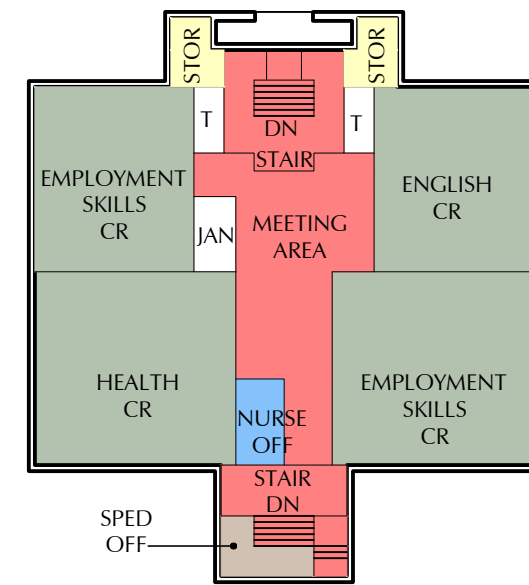 STOR
STOR
T
T
DN
STAIR
EMPLOYMENT
SKILLS
CR
ENGLISH
CR
JAN
MEETING
AREA
HEALTH
CR
EMPLOYMENT
SKILLS
CR
NURSE
OFF
STAIR
DN
SPED
OFF